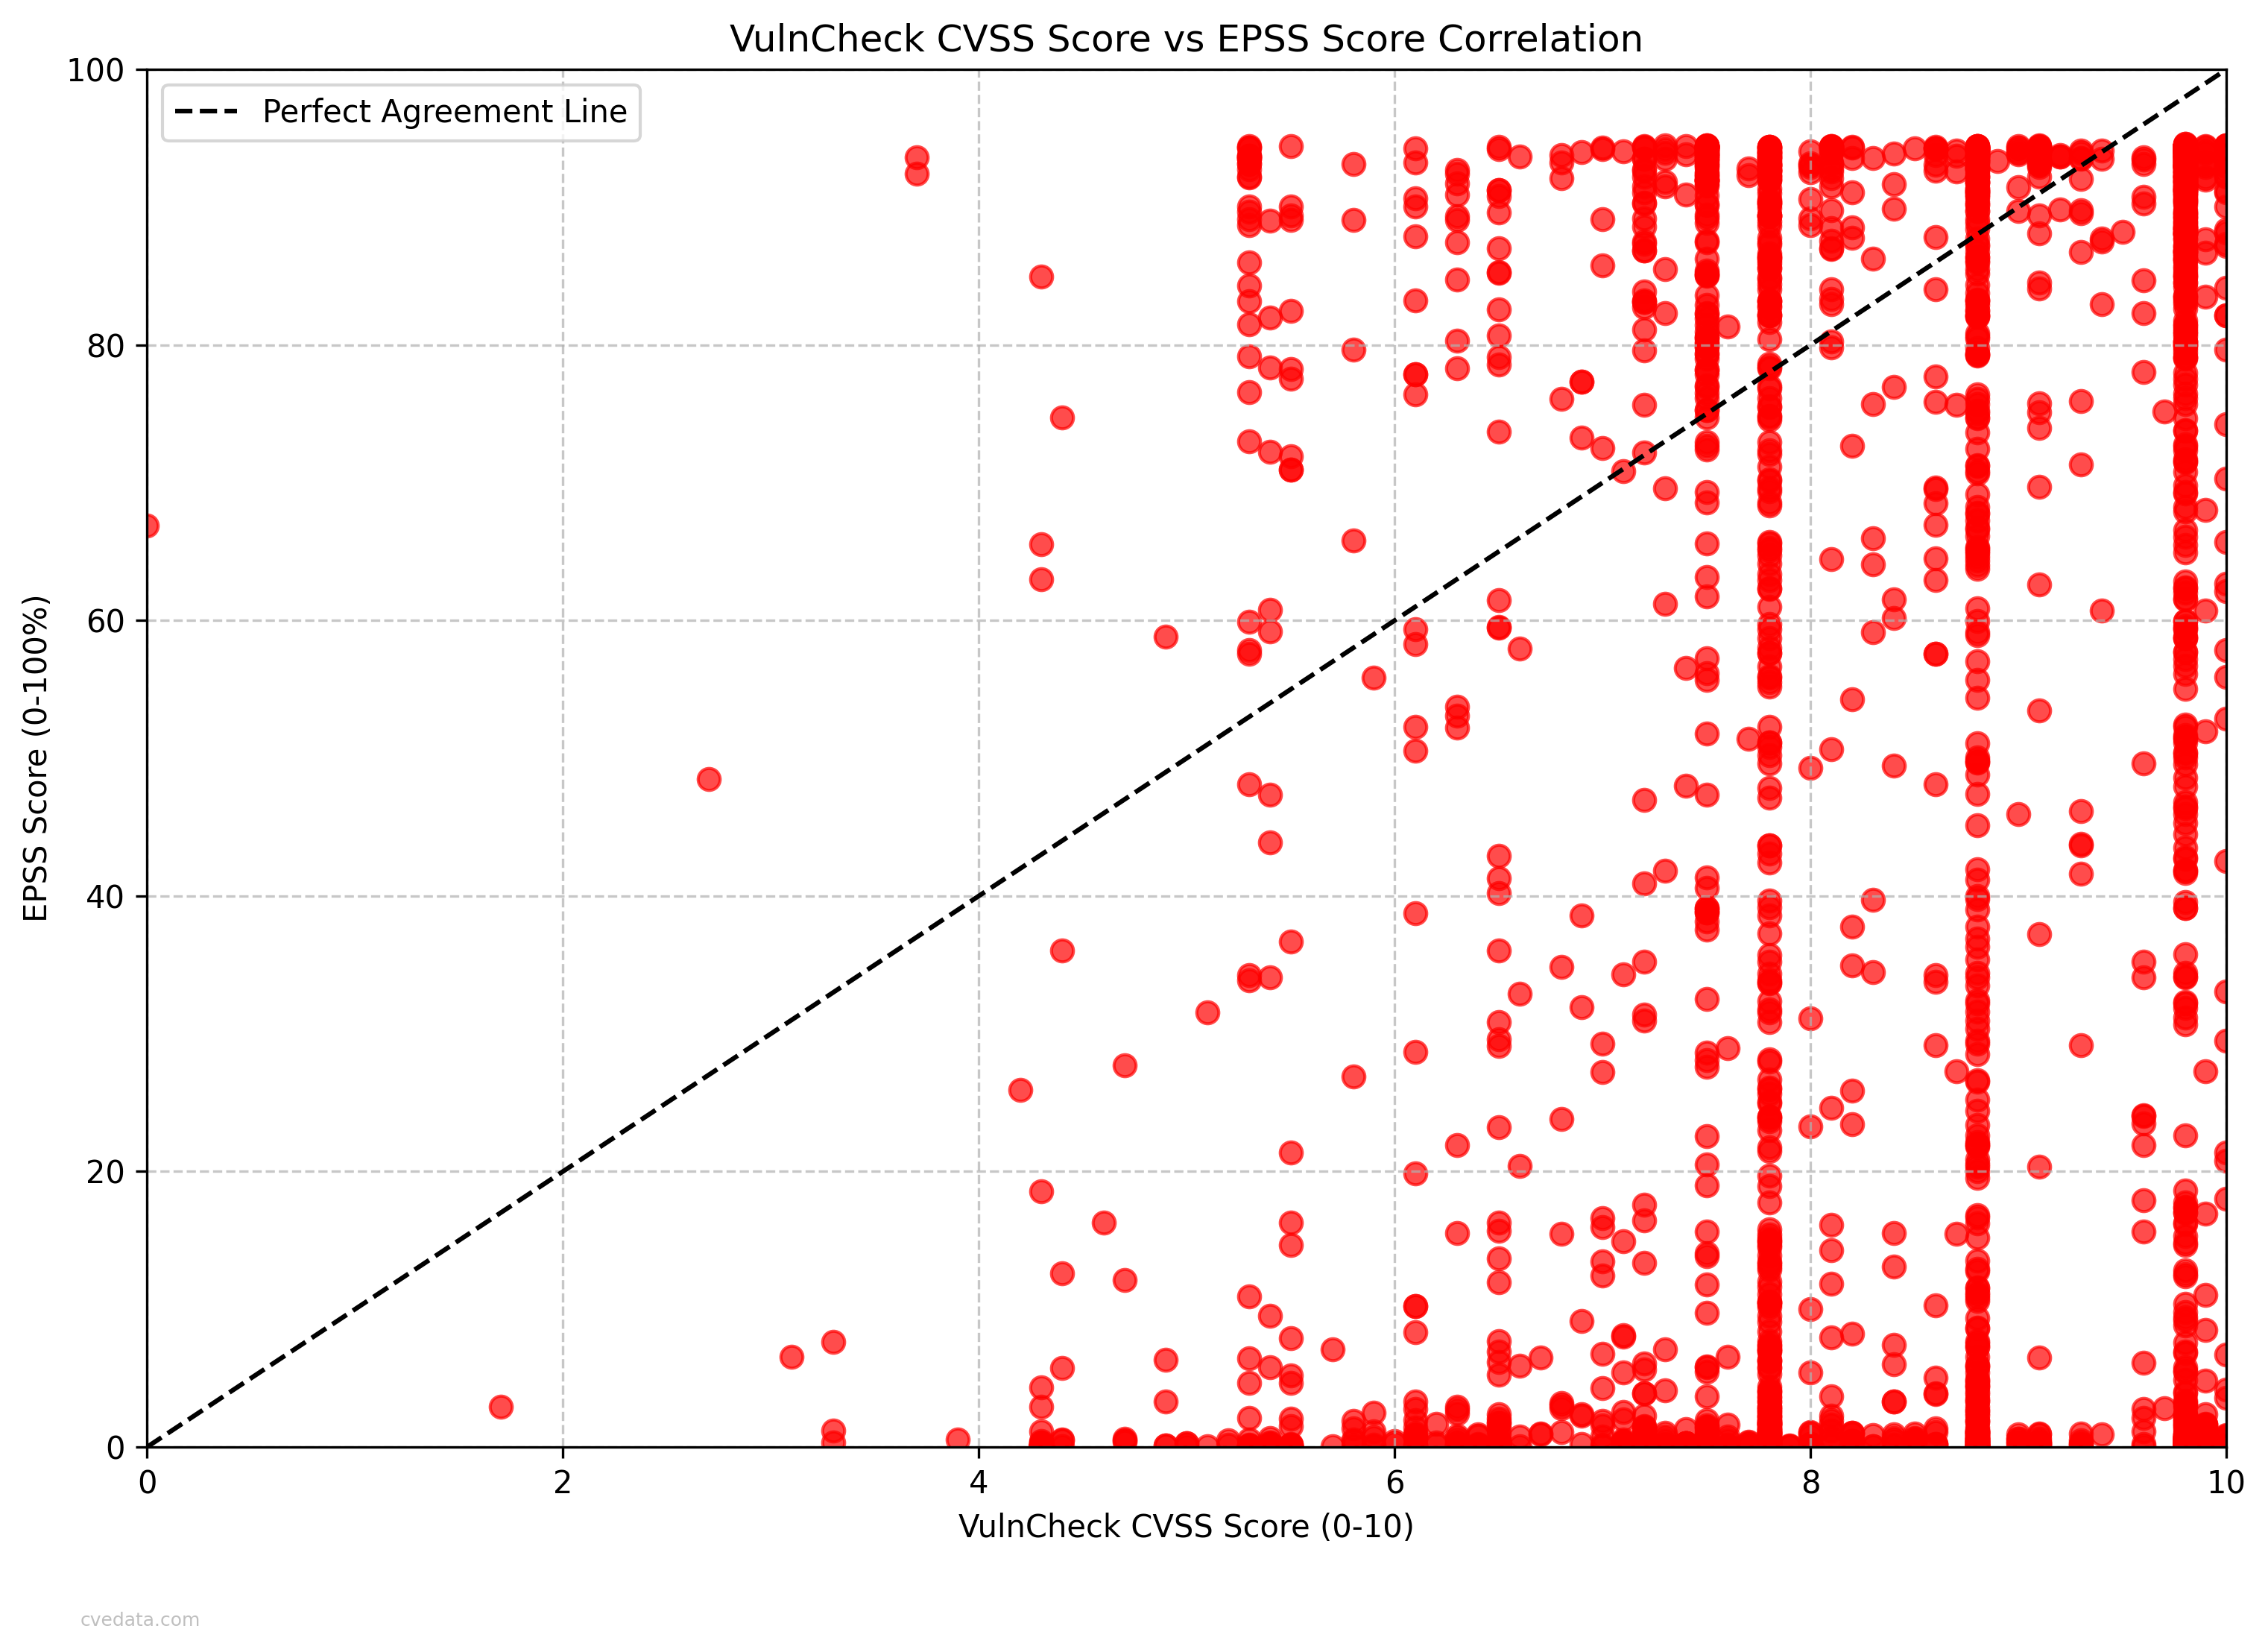 VulnCheck CVSS Score vs EPSS Score Correlation
Perfect Agreement Line
EPSS Score (0-100%)
100
80
60
40
20
0
0 2 4 6 8 10
VulnCheck CVSS Score (0-10)
cvedata.com